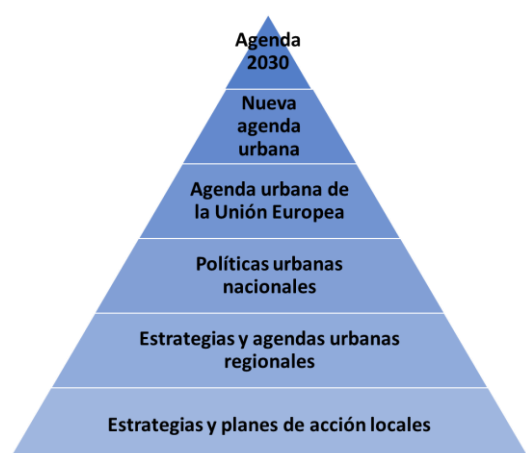 Agenda
2030
Nueva
agenda
urbana
Agenda urbana de
la Unión Europea
Políticas urbanas
nacionales
Estrategias y agendas urbanas
regionales
Estrategias y planes de acción locales